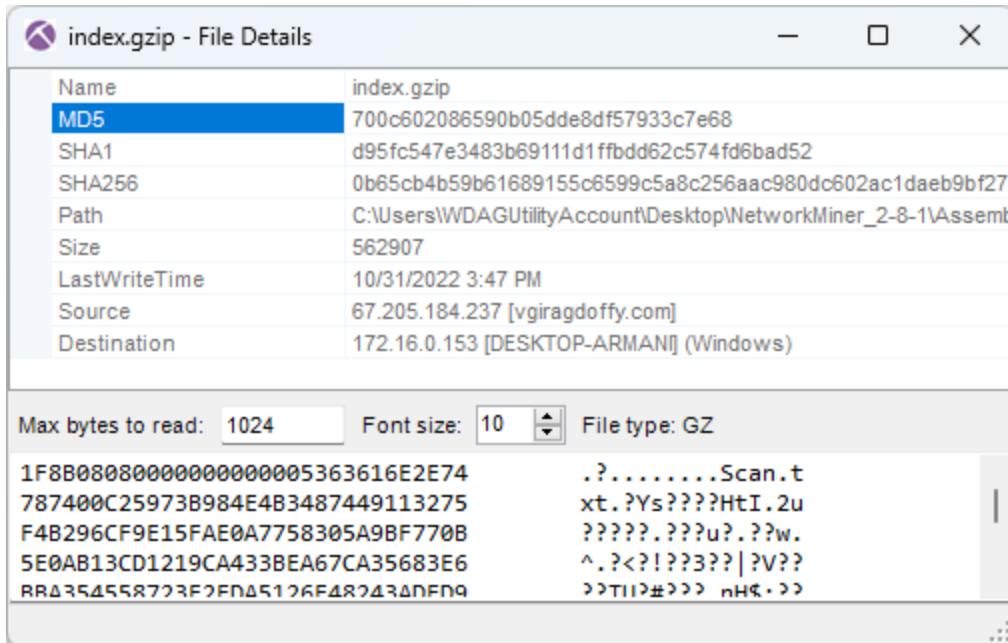 index.gzip - File Details
Name index.gzip
MD5 700c602086590b05dde8df57933c7e68
SHA1 d95fc547e3483b69111d1ffbdd62c574fd6bad52
SHA256 0b65cb4b59b61689155c6599c5a8c256aac980dc602ac1daeb9bf27
Path C:\Users\WDAGUtilityAccount\Desktop\NetworkMiner_2-8-1\Assemb
Size 562907
LastWriteTime 10/31/2022 3:47 PM
Source 67.205.184.237 [vgiragdoffy.com]
Destination 172.16.0.153 [DESKTOP-ARMANI] (Windows)
Max bytes to read: 1024 Font size: 10 File type: GZ
1F8B08080000000000005363616E2E74 .?........Scan.t
787400C25973B984E4B3487449113275 xt.?Ys????HtI.2u
F4B296CF9E15FAE0A7758305A9BF770B ?????.???u?.??w.
5E0AB13CD1219CA433BEA67CA35683E6 ^.?<?!??3??|?V??